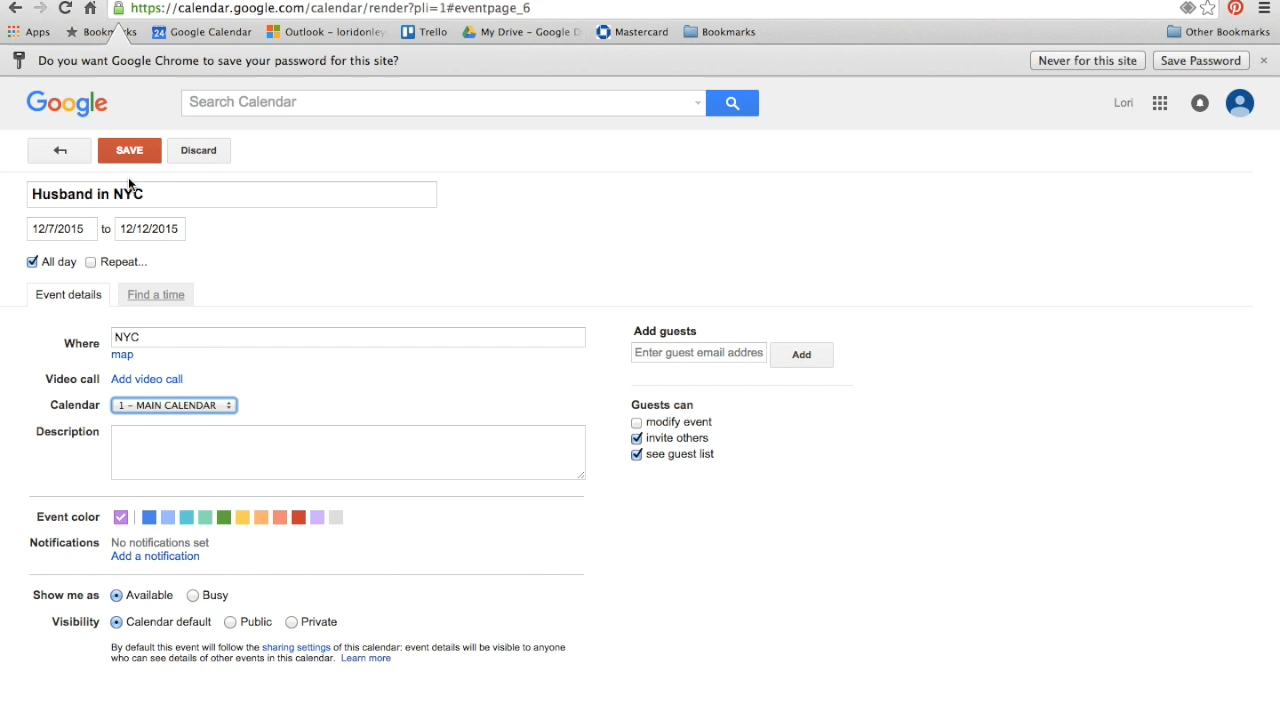 https://calendar.google.com/calendar/render?pli=1#eventpage_6
Apps Bookmarks 24 Google Calendar Outlook - loridonley Trello My Drive - Google D Mastercard Bookmarks Other Bookmarks
Do you want Google Chrome to save your password for this site? Never for this site Save Password ×
Google Search Calendar Lori
SAVE Discard
Husband in NYC
12/7/2015 to 12/12/2015
All day Repeat...
Event details Find a time
Where NYC
map
Video call Add video call
Calendar 1 - MAIN CALENDAR
Description
Event color
Notifications No notifications set
Add a notification
Show me as Available Busy
Visibility Calendar default Public Private
By default this event will follow the sharing settings of this calendar: event details will be visible to anyone
who can see details of other events in this calendar. Learn more
Add guests
Enter guest email addres Add
Guests can
modify event
invite others
see guest list